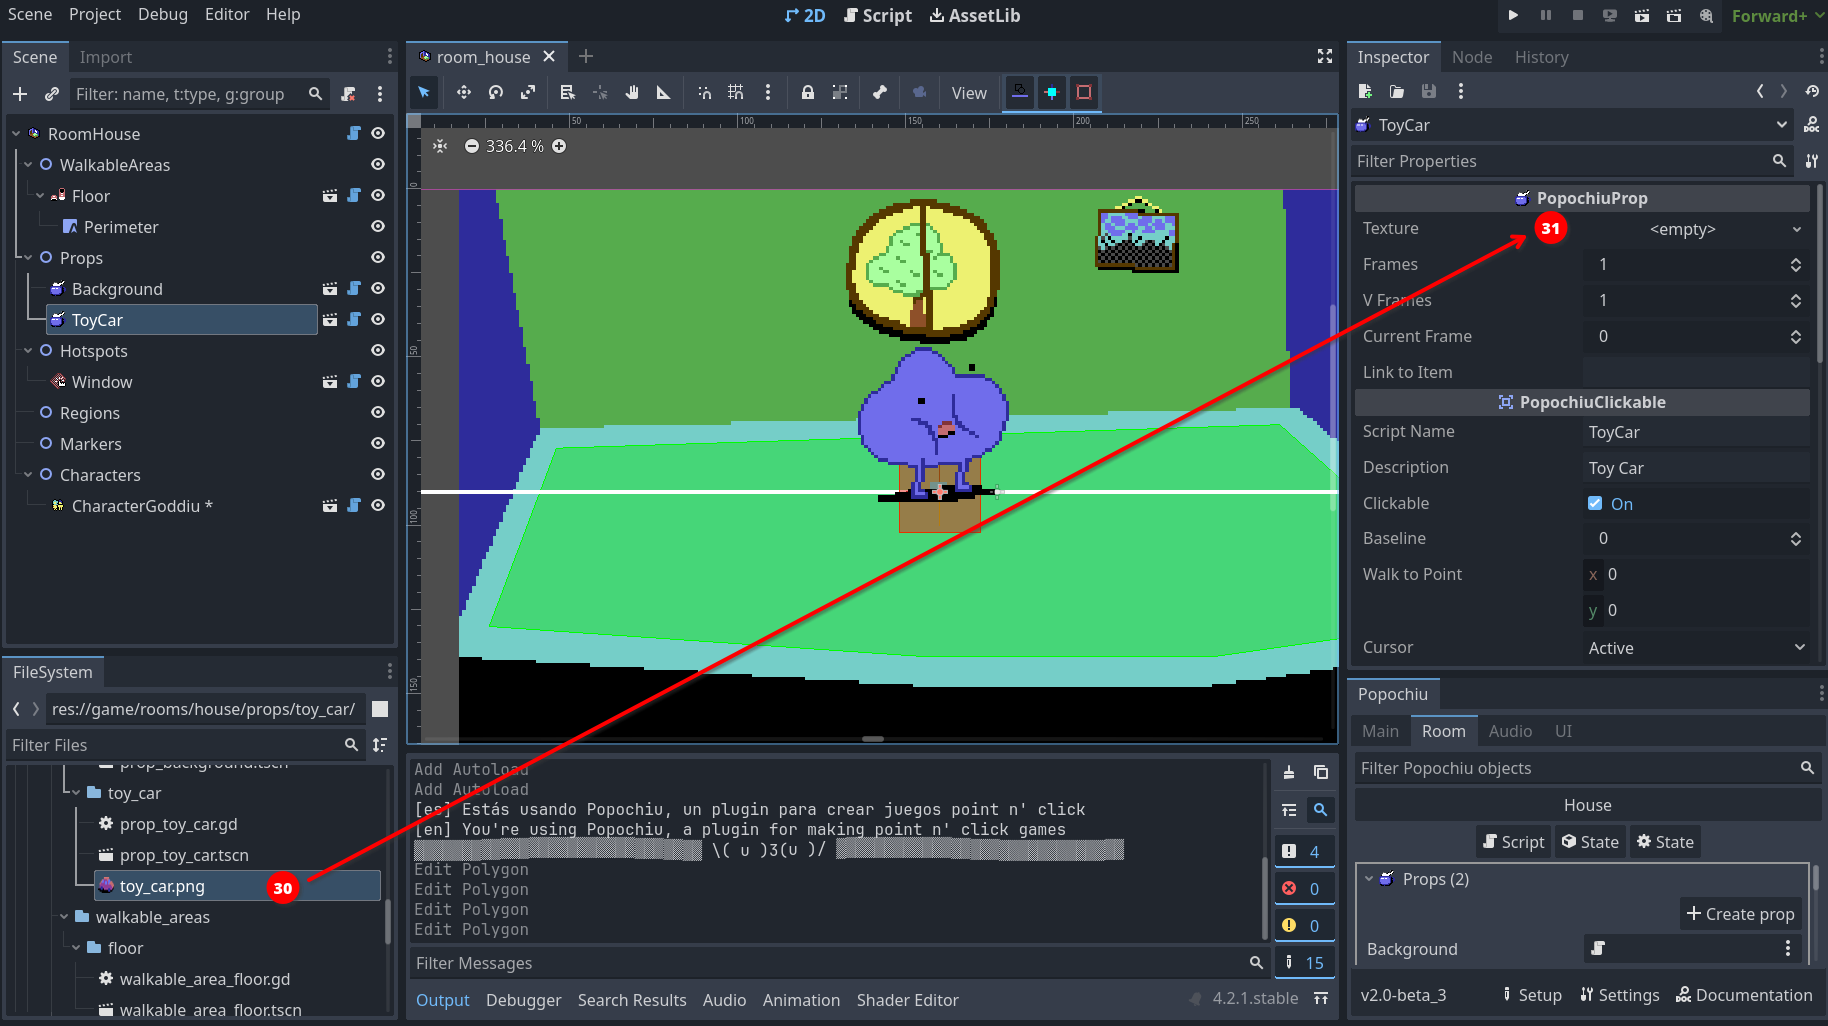 Scene Project Debug Editor Help
2D Script AssetLib
Forward+
Scene Import
Filter: name, t:type, g:group
RoomHouse
WalkableAreas
Floor
Perimeter
Props
Background
ToyCar
Hotspots
Window
Regions
Markers
Characters
CharacterGoddiu *
FileSystem
res://game/rooms/house/props/toy_car/
Filter Files
prop_background.tscn
toy_car
prop_toy_car.gd
prop_toy_car.tscn
toy_car.png
30
walkable_areas
floor
walkable_area_floor.gd
walkable_area_floor.tscn
room_house
View
50 100 150 200 250
336.4 %
0
50
100
150
Add Autoload
Add Autoload
[es] Estás usando Popochiu, un plugin para crear juegos point n' click
[en] You're using Popochiu, a plugin for making point n' click games
\( u )3(u )/
Edit Polygon
Edit Polygon
Edit Polygon
Edit Polygon
4
0
0
15
Filter Messages
Output Debugger Search Results Audio Animation Shader Editor
4.2.1.stable
Inspector Node History
ToyCar
Filter Properties
PopochiuProp
Texture <empty>
31
Frames 1
V Frames 1
Current Frame 0
Link to Item
PopochiuClickable
Script Name ToyCar
Description Toy Car
Clickable On
Baseline 0
Walk to Point x 0
y 0
Cursor Active
Popochiu
Main Room Audio UI
Filter Popochiu objects
House
Script State State
Props (2)
Create prop
Background
v2.0-beta_3 Setup Settings Documentation